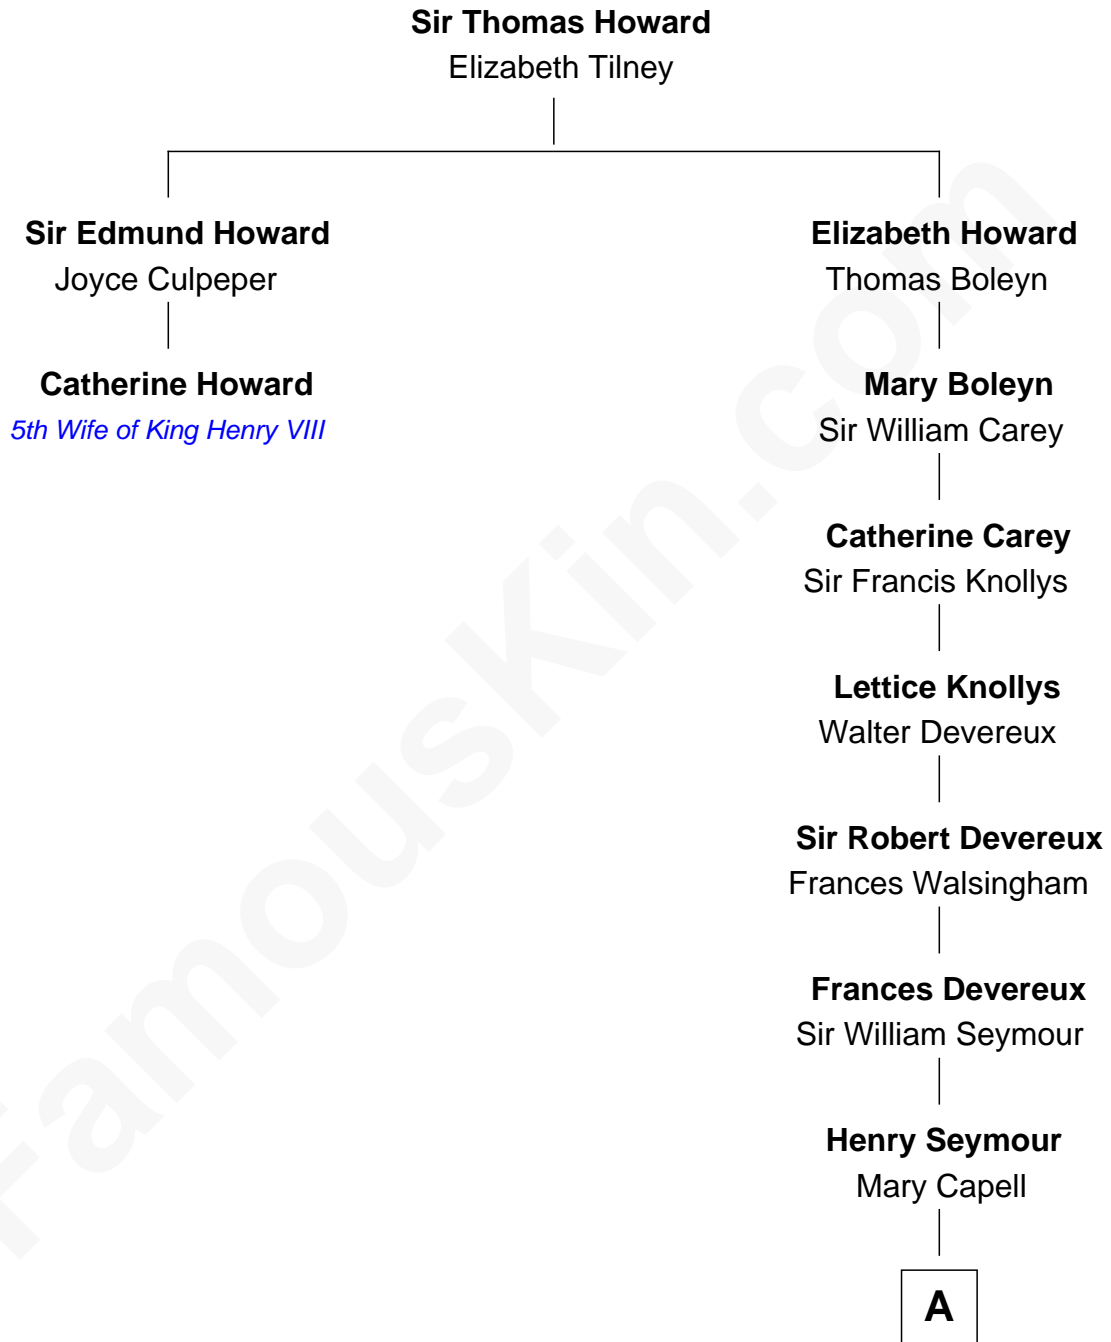 Sir Thomas Howard
Elizabeth Tilney
Sir Edmund Howard
Joyce Culpeper
Catherine Howard
5th Wife of King Henry VIII
Elizabeth Howard
Thomas Boleyn
Mary Boleyn
Sir William Carey
Catherine Carey
Sir Francis Knollys
Lettice Knollys
Walter Devereux
Sir Robert Devereux
Frances Walsingham
Frances Devereux
Sir William Seymour
Henry Seymour
Mary Capell
A
FamousKin.com